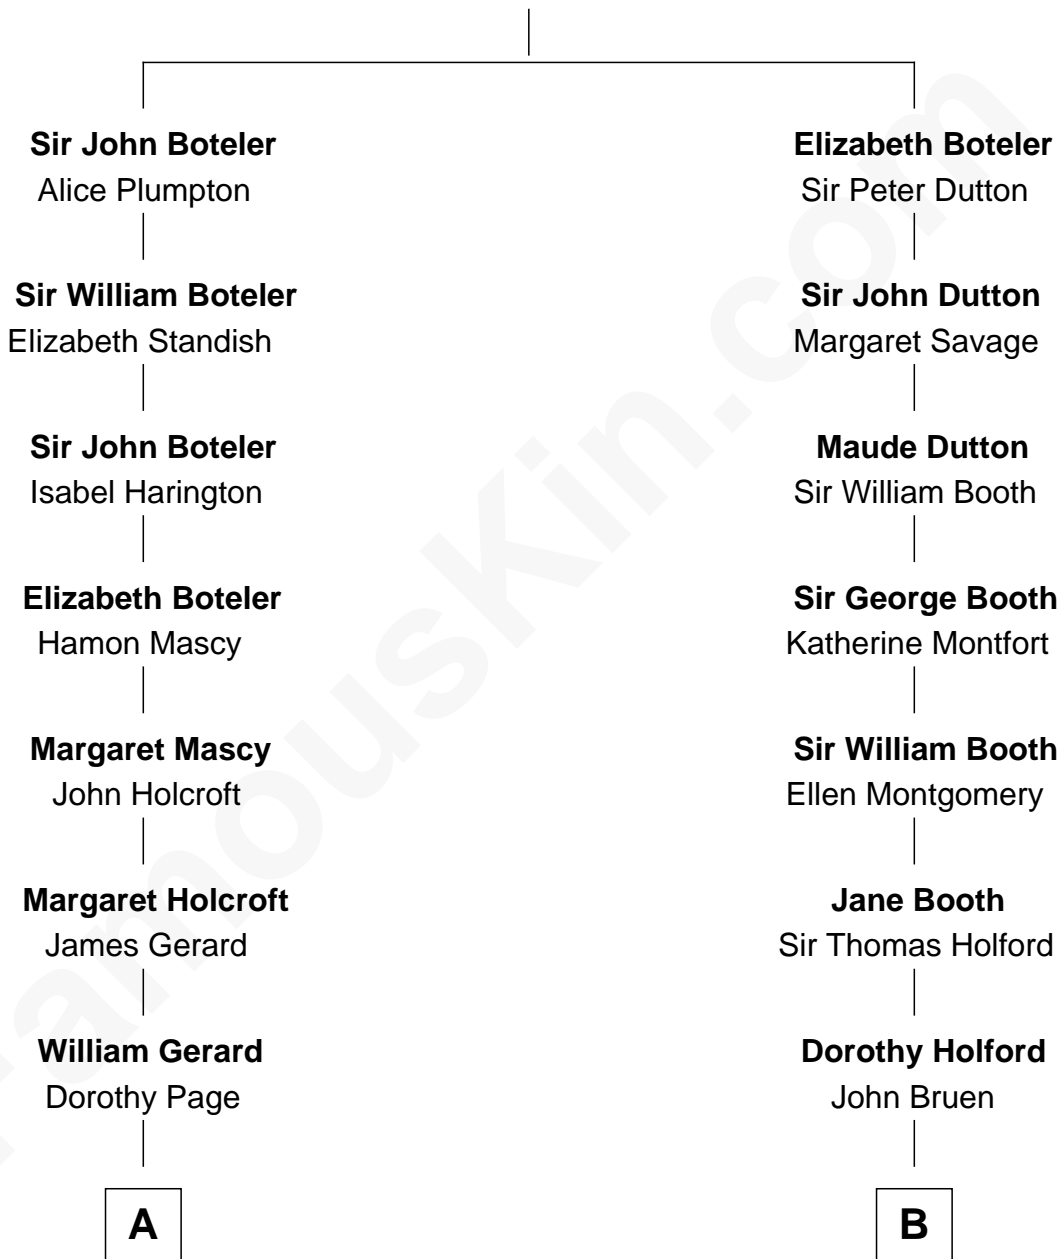 Sir John Boteler
Alice Plumpton
Sir William Boteler
Elizabeth Standish
Sir John Boteler
Isabel Harington
Elizabeth Boteler
Hamon Mascy
Margaret Mascy
John Holcroft
Margaret Holcroft
James Gerard
William Gerard
Dorothy Page
A
Elizabeth Boteler
Sir Peter Dutton
Sir John Dutton
Margaret Savage
Maude Dutton
Sir William Booth
Sir George Booth
Katherine Montfort
Sir William Booth
Ellen Montgomery
Jane Booth
Sir Thomas Holford
Dorothy Holford
John Bruen
B
FamousKin.com